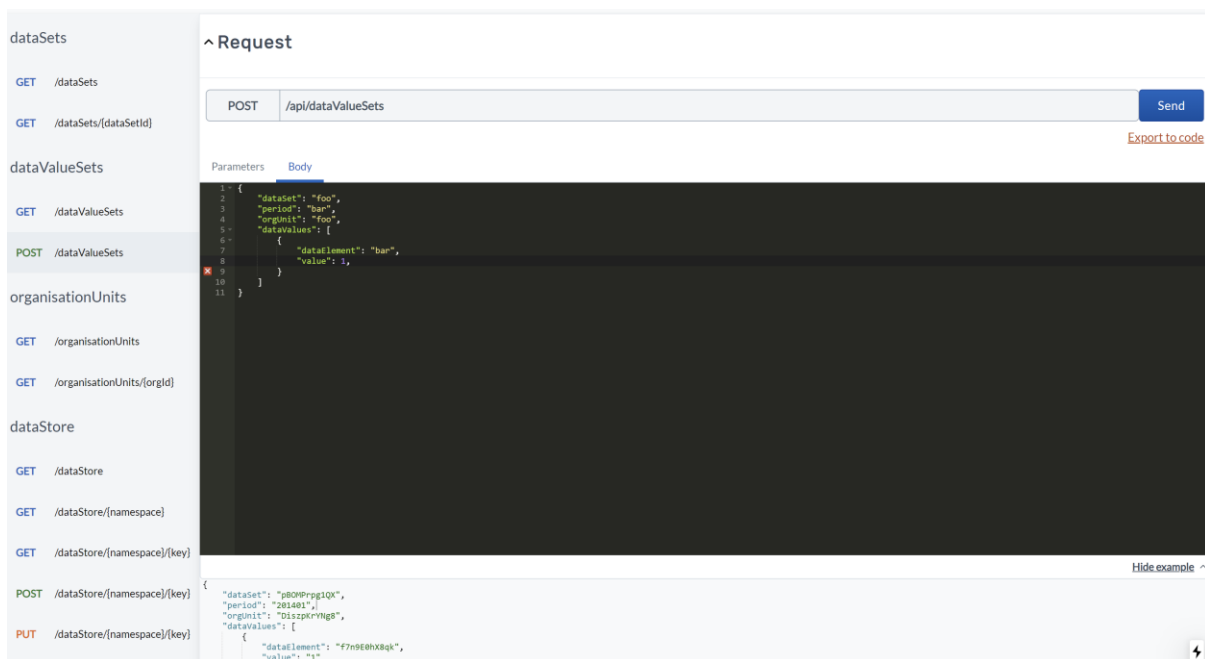 dataSets
GET /dataSets
GET /dataSets/{dataSetId}
dataValueSets
GET /dataValueSets
POST /dataValueSets
organisationUnits
GET /organisationUnits
GET /organisationUnits/{orgId}
dataStore
GET /dataStore
GET /dataStore/{namespace}
GET /dataStore/{namespace}/{key}
POST /dataStore/{namespace}/{key}
PUT /dataStore/{namespace}/{key}
Request
POST /api/dataValueSets Send
Export to code
Parameters Body
1 {
2 "dataSet": "foo",
3 "period": "bar",
4 "orgUnit": "foo",
5 "dataValues": [
6 {
7 "dataElement": "bar",
8 "value": 1,
9 }
10 ]
11 }
Hide example
{
"dataSet": "pBOMPrpg1QX",
"period": "201401",
"orgUnit": "DiszpKrYNg8",
"dataValues": [
{
"dataElement": "f7n9E0hX8qk",
"value": "1"